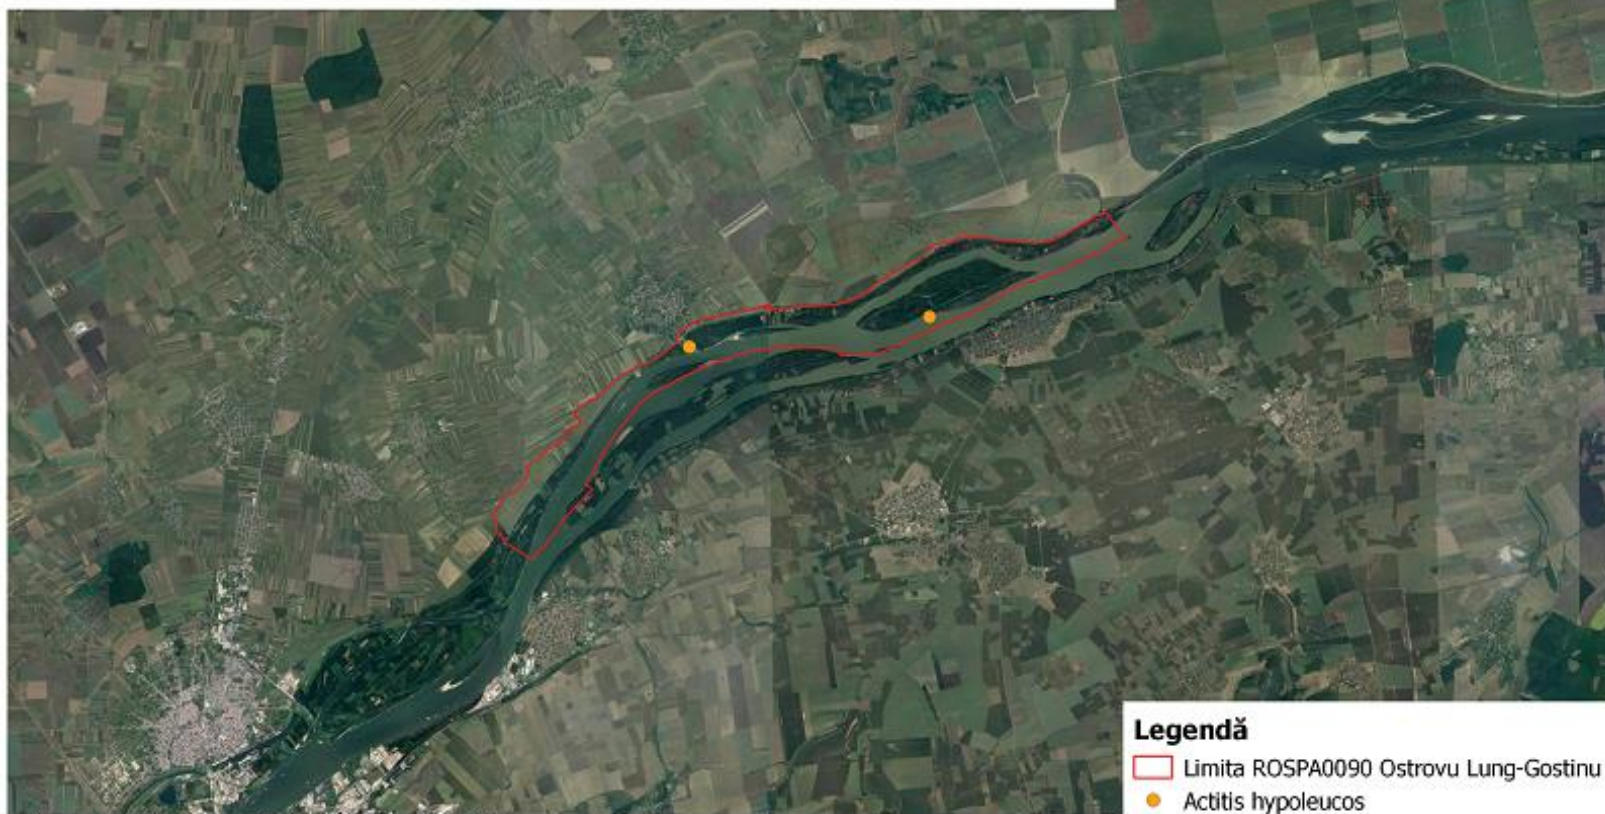 Legendă
Limita ROSPA0090 Ostrovu Lung-Gostinu
Actitis hypoleucos